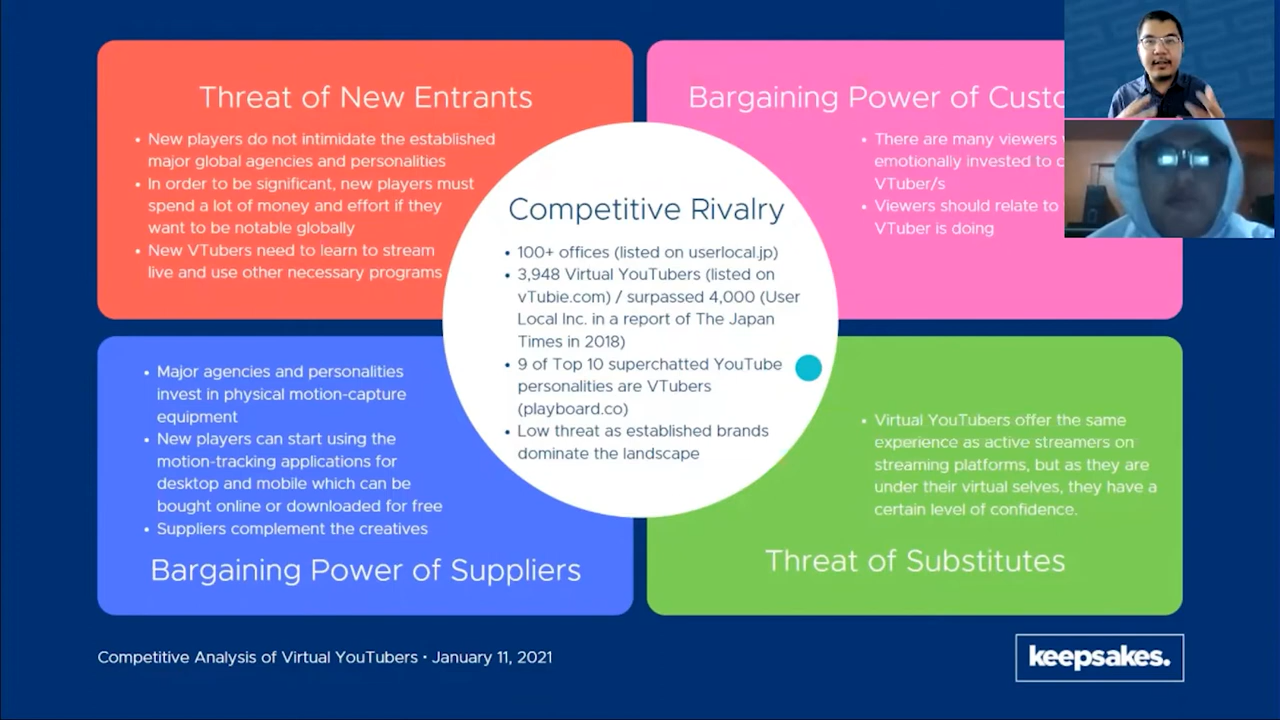 Threat of New Entrants
• New players do not intimidate the established
major global agencies and personalities
• In order to be significant, new players must
spend a lot of money and effort if they
want to be notable globally
• New VTubers need to learn to stream
live and use other necessary programs
Bargaining Power of
• There are many viewers
emotionally invested to
VTuber/s
• Viewers should relate to
VTuber is doing
Competitive Rivalry
• 100+ offices (listed on userlocal.jp)
• 3,948 Virtual YouTubers (listed on
vTubie.com) / surpassed 4,000 (User
Local Inc. in a report of The Japan
Times in 2018)
• 9 of Top 10 superchatted YouTube
personalities are VTubers
(playboard.co)
• Low threat as established brands
dominate the landscape
• Major agencies and personalities
invest in physical motion-capture
equipment
• New players can start using the
motion-tracking applications for
desktop and mobile which can be
bought online or downloaded for free
• Suppliers complement the creatives
Bargaining Power of Suppliers
• Virtual YouTubers offer the same
experience as active streamers on
streaming platforms, but as they are
under their virtual selves, they have a
certain level of confidence.
Threat of Substitutes
Competitive Analysis of Virtual YouTubers • January 11, 2021
keepsakes.